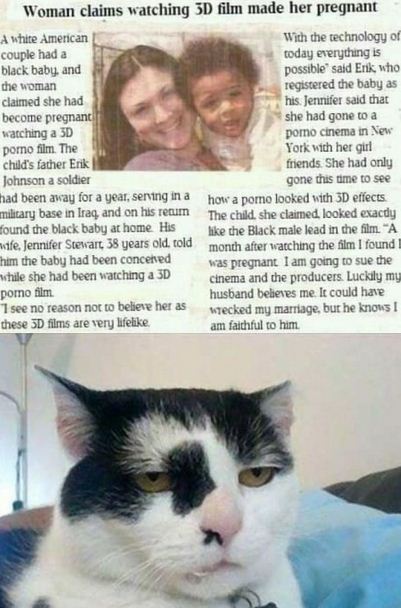 Woman claims watching 3D film made her pregnant
A white American
couple had a
black baby, and
the woman
claimed she had
become pregnant
watching a 3D
porno film. The
child's father Erik
Johnson a soldier
had been away for a year, serving in a
military base in Iraq, and on his return
found the black baby at home. His
wife, Jennifer Stewart, 38 years old, told
him the baby had been conceived
while she had been watching a 3D
porno film.
"I see no reason not to believe her as
these 3D films are very lifelike.
With the technology of
today everything is
possible" said Erik, who
registered the baby as
his. Jennifer said that
she had gone to a
porno cinema in New
York with her girl
friends. She had only
gone this time to see
how a porno looked with 3D effects.
The child, she claimed, looked exactly
like the Black male lead in the film. "A
month after watching the film I found I
was pregnant. I am going to sue the
cinema and the producers. Luckily my
husband believes me. It could have
wrecked my marriage, but he knows I
am faithful to him.